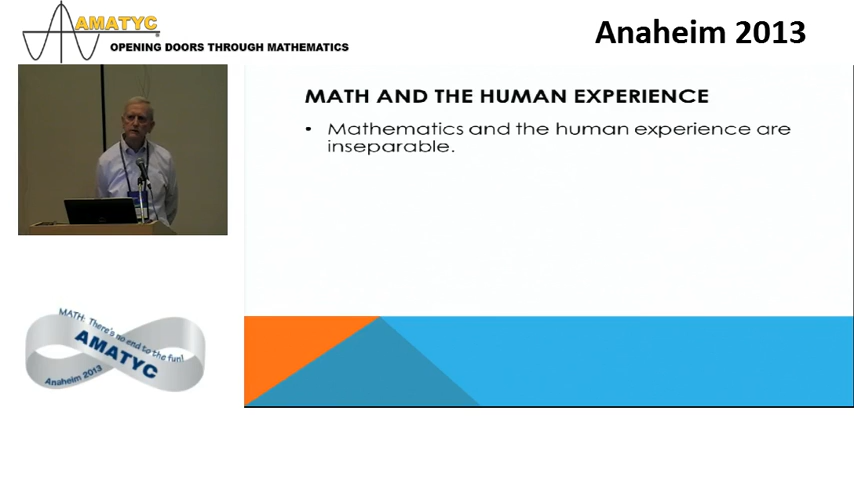 AMATYC
OPENING DOORS THROUGH MATHEMATICS
Anaheim 2013
MATH AND THE HUMAN EXPERIENCE
• Mathematics and the human experience are
inseparable.
MATH: There's no end to the fun!
AMATYC
Anaheim 2013